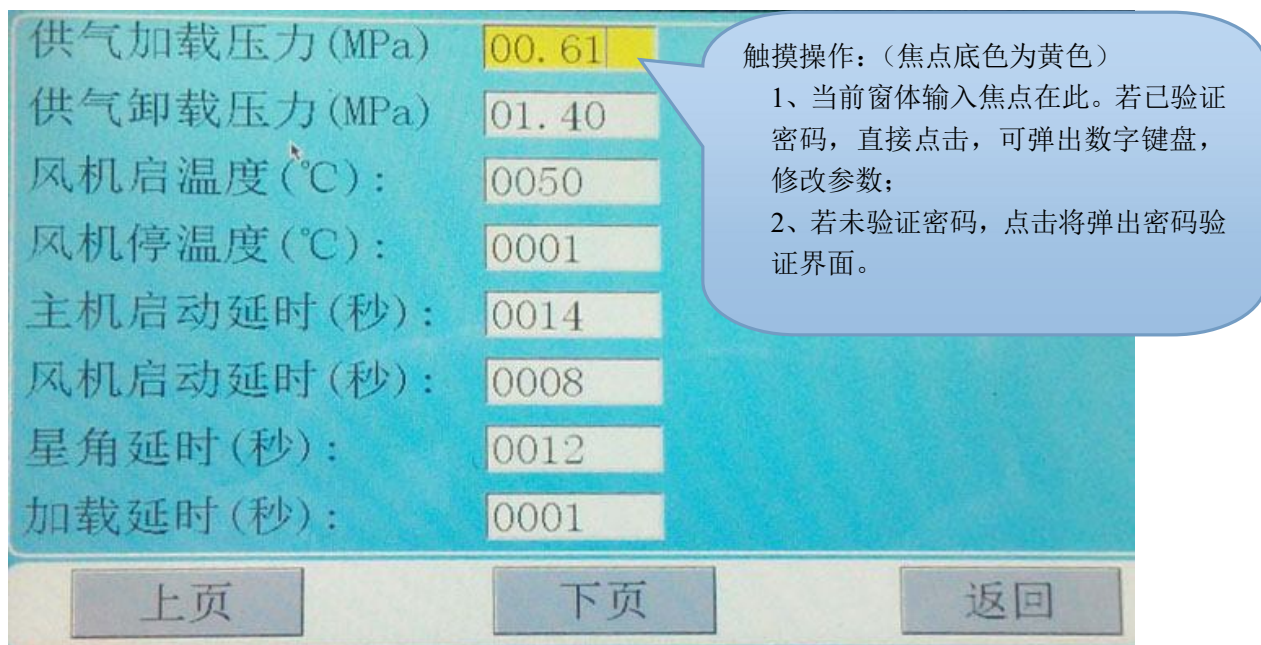 供气加载压力(MPa) 00.61
供气卸载压力(MPa) 01.40
风机启温度(℃): 0050
风机停温度(℃): 0001
主机启动延时(秒): 0014
风机启动延时(秒): 0008
星角延时(秒): 0012
加载延时(秒): 0001
上页 下页 返回
触摸操作:(焦点底色为黄色)
1、当前窗体输入焦点在此。若已验证
密码，直接点击，可弹出数字键盘，
修改参数；
2、若未验证密码，点击将弹出密码验
证界面。